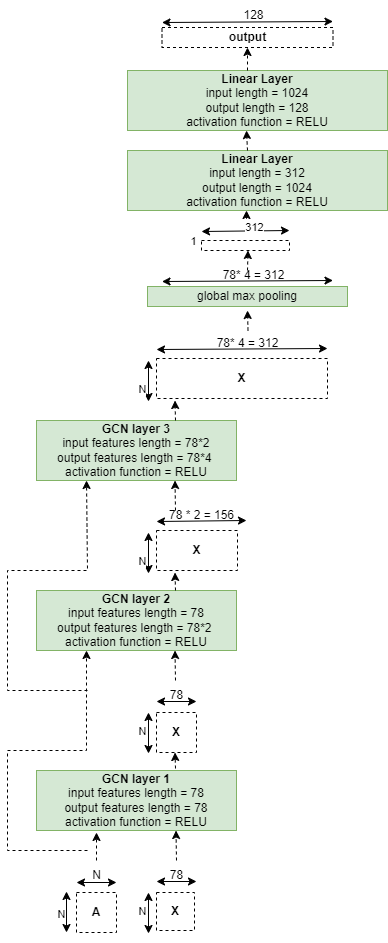 128
output
Linear Layer
input length = 1024
output length = 128
activation function = RELU
Linear Layer
input length = 312
output length = 1024
activation function = RELU
312
1
78* 4 = 312
global max pooling
78* 4 = 312
N
X
GCN layer 3
input features length = 78*2
output features length = 78*4
activation function = RELU
78 * 2 = 156
N
X
GCN layer 2
input features length = 78
output features length = 78*2
activation function = RELU
78
N
X
GCN layer 1
input features length = 78
output features length = 78
activation function = RELU
N
78
N
A
N
X